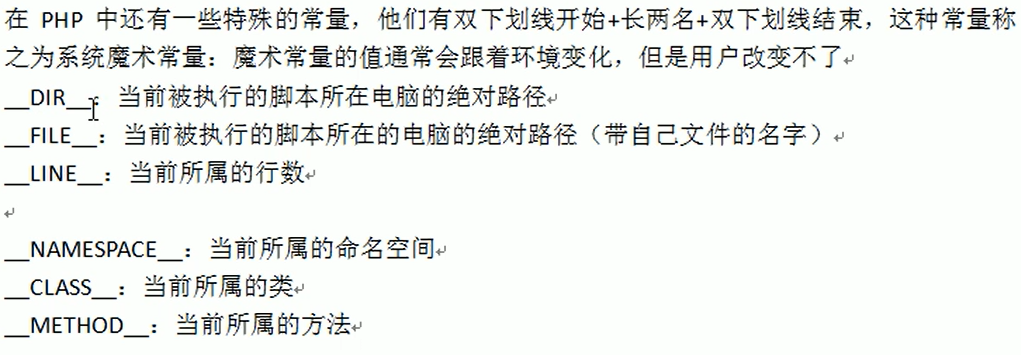 在 PHP 中还有一些特殊的常量，他们有双下划线开始+长两名+双下划线结束，这种常量称
之为系统魔术常量：魔术常量的值通常会跟着环境变化，但是用户改变不了
__DIR__：当前被执行的脚本所在电脑的绝对路径
__FILE__：当前被执行的脚本所在的电脑的绝对路径（带自己文件的名字）
__LINE__：当前所属的行数
__NAMESPACE__：当前所属的命名空间
__CLASS__：当前所属的类
__METHOD__：当前所属的方法